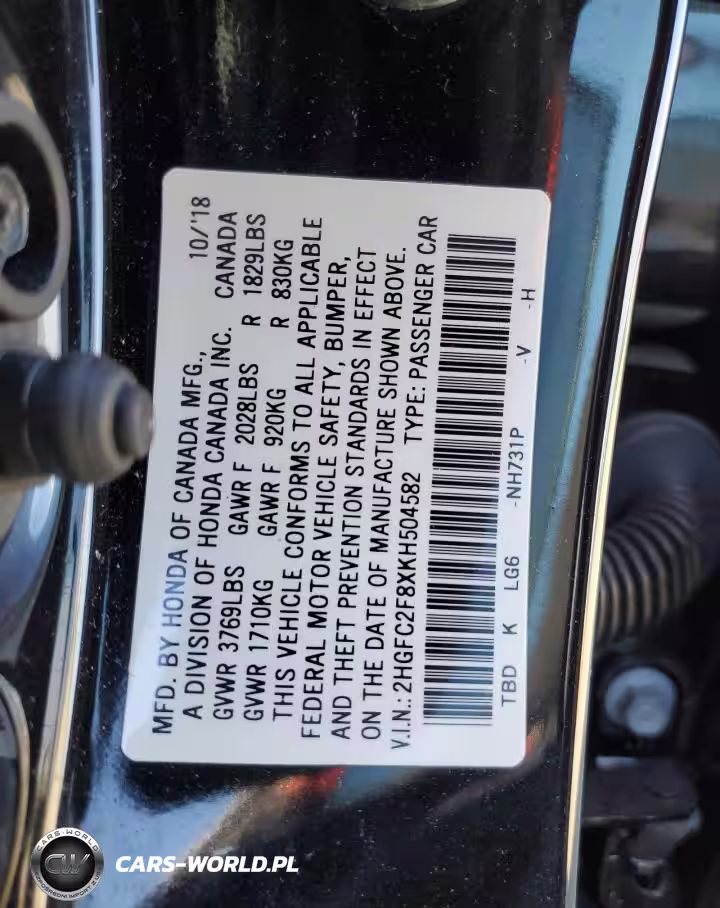 MFD. BY HONDA OF CANADA MFG., 10/'18
A DIVISION OF HONDA CANADA INC. CANADA
GVWR 3769LBS GAWR F 2028LBS R 1829LBS
GVWR 1710KG GAWR F 920KG R 830KG
THIS VEHICLE CONFORMS TO ALL APPLICABLE
FEDERAL MOTOR VEHICLE SAFETY, BUMPER,
AND THEFT PREVENTION STANDARDS IN EFFECT
ON THE DATE OF MANUFACTURE SHOWN ABOVE.
V.I.N.: 2HGFC2F8XKH504582 TYPE: PASSENGER CAR
TBD K LG6 -NH731P -V -H
CARS-WORLD
CW
CARS-WORLD.PL